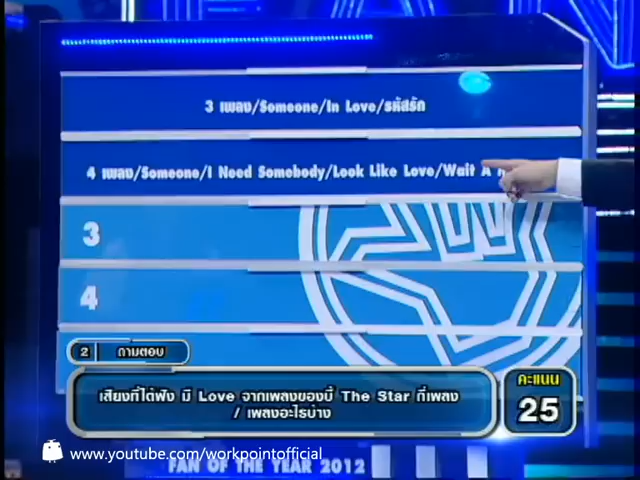 3 เพลง/Someone/In Love/รหัสรัก
4 เพลง/Someone/I Need Somebody/Look Like Love/Wait A
3
4
2 ถามตอบ
เสียงที่ได้ฟัง มี Love จากเพลงของบี้ The Star กี่เพลง
/ เพลงอะไรบ้าง
คะแนน
25
www.youtube.com/workpointofficial
FAN OF THE YEAR 2012